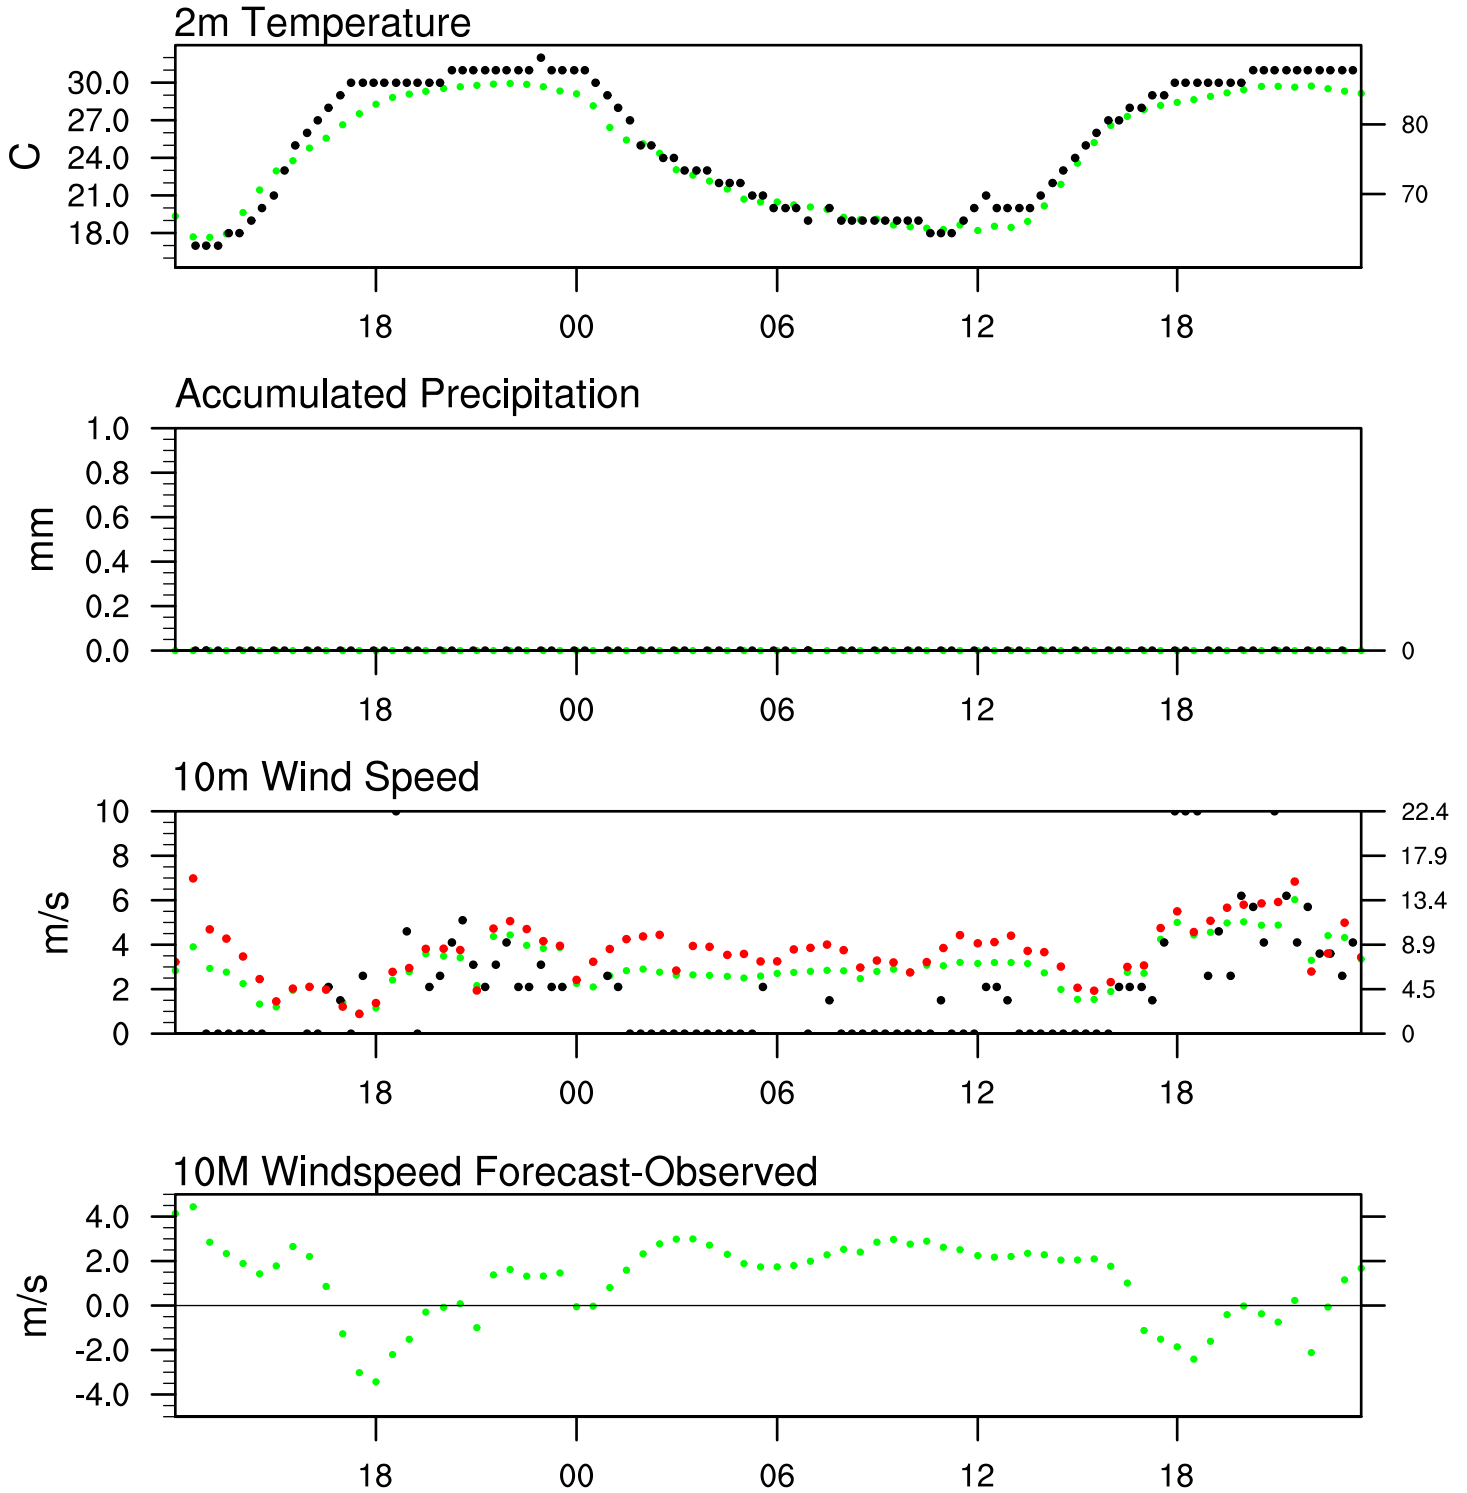 2m Temperature
30.0
27.0
24.0
21.0
18.0
C
80
70
18 00 06 12 18
Accumulated Precipitation
1.0
0.8
0.6
0.4
0.2
0.0
mm
0
18 00 06 12 18
10m Wind Speed
10
8
6
4
2
0
m/s
22.4
17.9
13.4
8.9
4.5
0
18 00 06 12 18
10M Windspeed Forecast-Observed
4.0
2.0
0.0
-2.0
-4.0
m/s
18 00 06 12 18